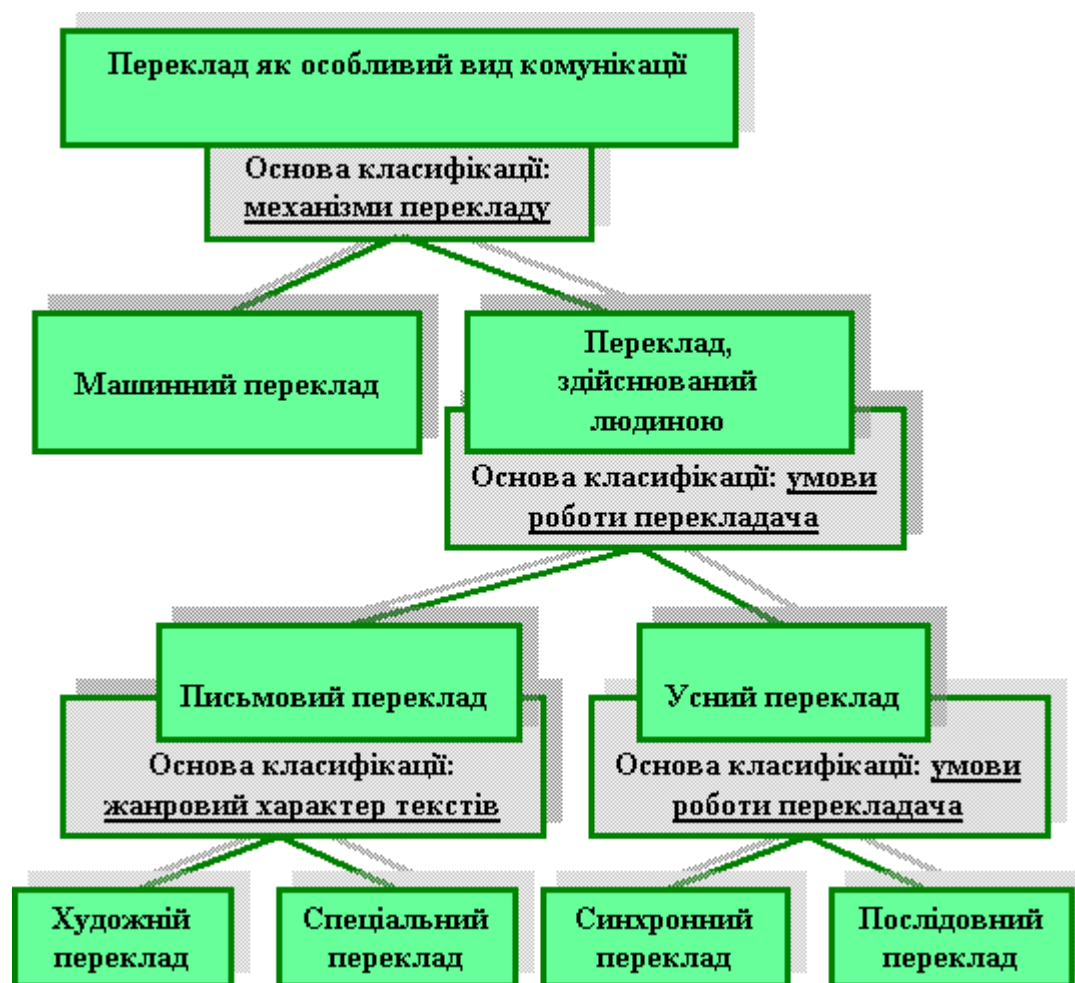 Переклад як особливий вид комунікації
Основа класифікації:
механізми перекладу
Машинний переклад
Переклад,
здійснюваний
людиною
Основа класифікації: умови
роботи перекладача
Письмовий переклад
Основа класифікації:
жанровий характер текстів
Усний переклад
Основа класифікації: умови
роботи перекладача
Художній
переклад
Спеціальний
переклад
Синхронний
переклад
Послідовний
переклад